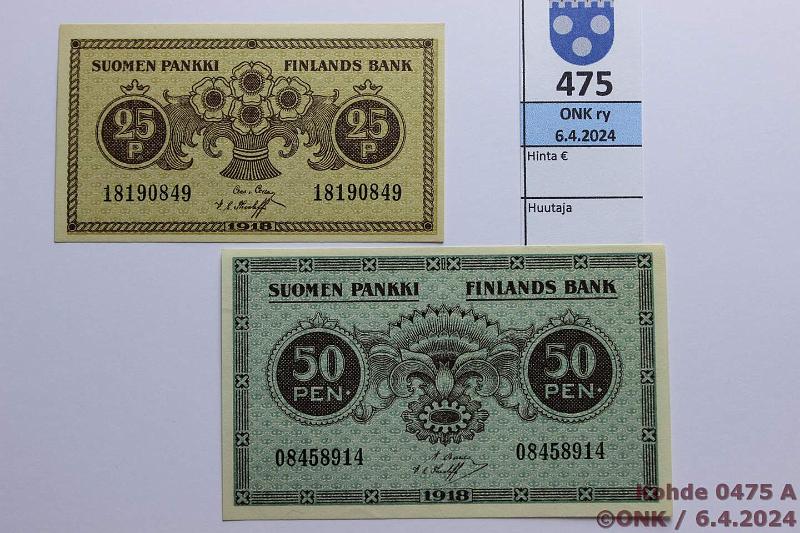 SUOMEN PANKKI FINLANDS BANK
25 P. 25 P.
18190849 18190849
1918
475
ONK ry
6.4.2024
Hinta €
Huutaja
SUOMEN PANKKI FINLANDS BANK
50 PEN. 50 PEN.
08458914 08458914
1918
Kohde 0475 A
©ONK / 6.4.2024